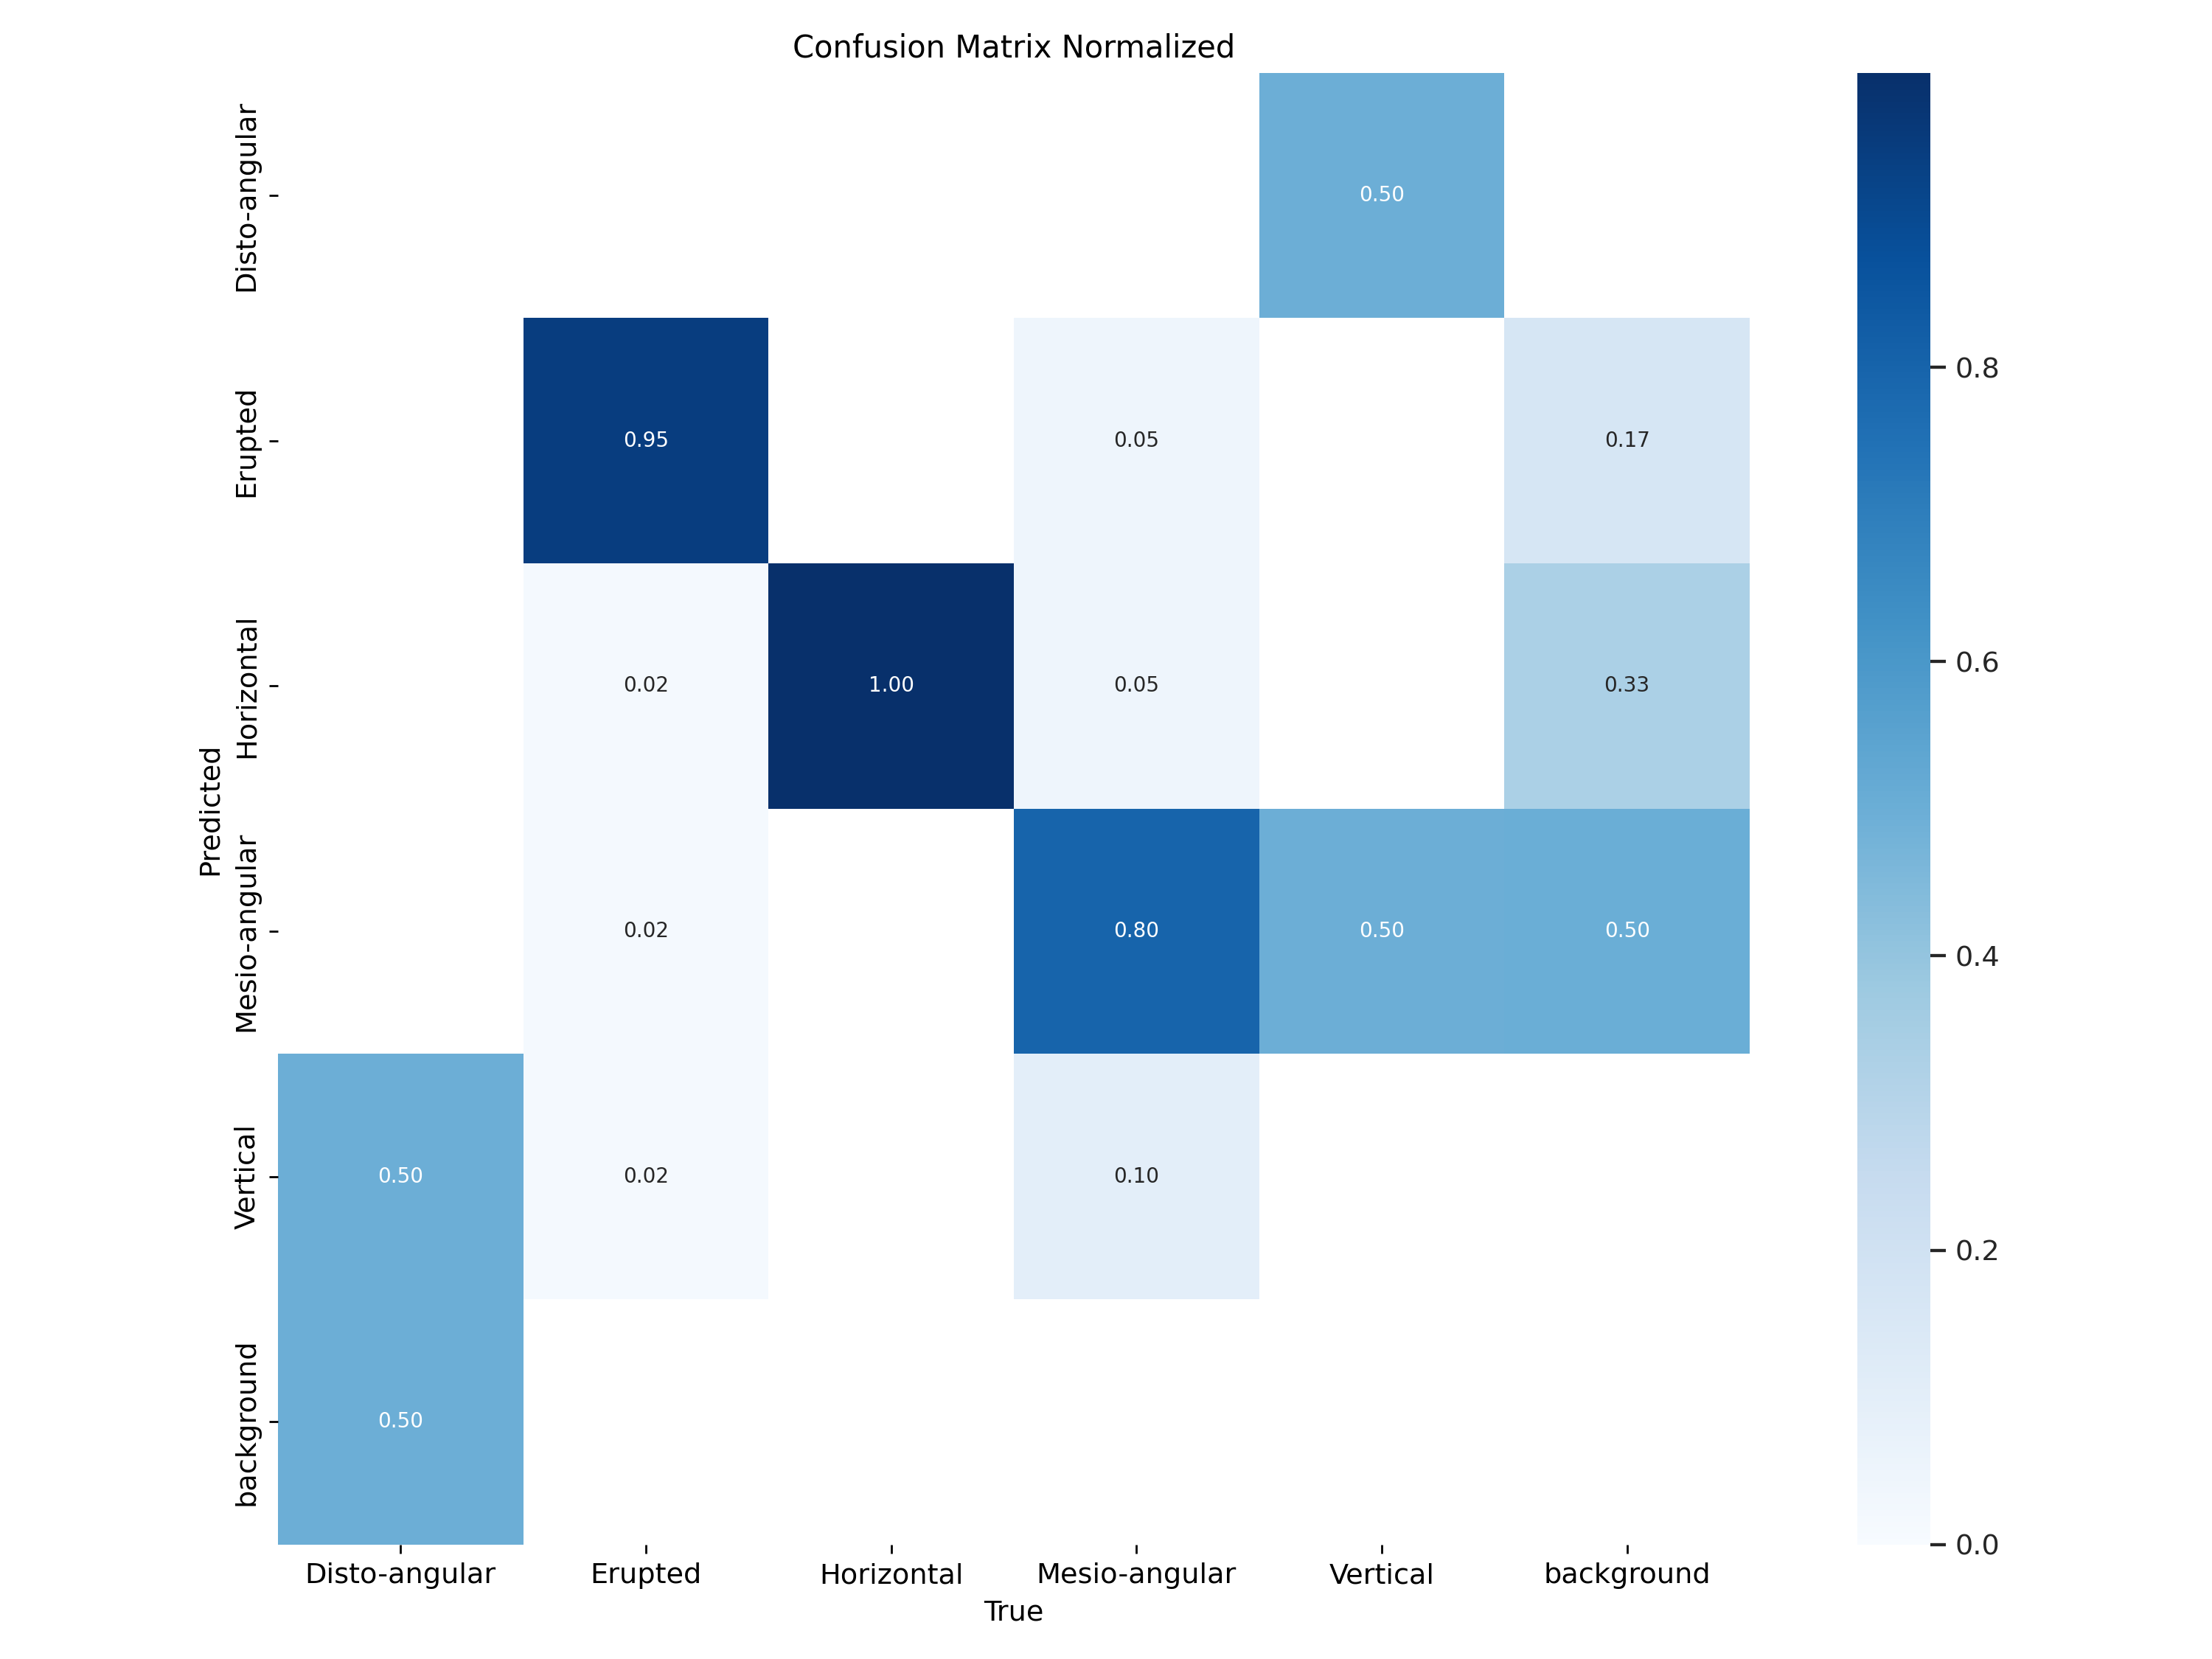 Confusion Matrix Normalized
Predicted
Disto-angular
0.50
Erupted
0.95
0.05
0.17
Horizontal
0.02
1.00
0.05
0.33
Mesio-angular
0.02
0.80
0.50
0.50
Vertical
0.50
0.02
0.10
background
0.50
Disto-angular
Erupted
Horizontal
Mesio-angular
Vertical
background
True
0.8
0.6
0.4
0.2
0.0